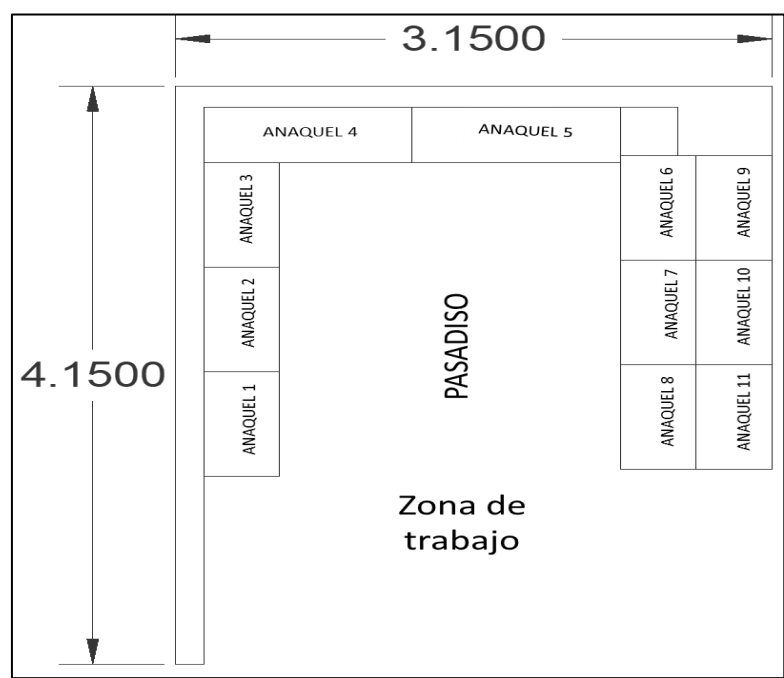 3.1500
ANAQUEL 4
ANAQUEL 5
ANAQUEL 3
ANAQUEL 6
ANAQUEL 9
ANAQUEL 2
ANAQUEL 7
ANAQUEL 10
PASADISO
4.1500
ANAQUEL 1
ANAQUEL 8
ANAQUEL 11
Zona de
trabajo